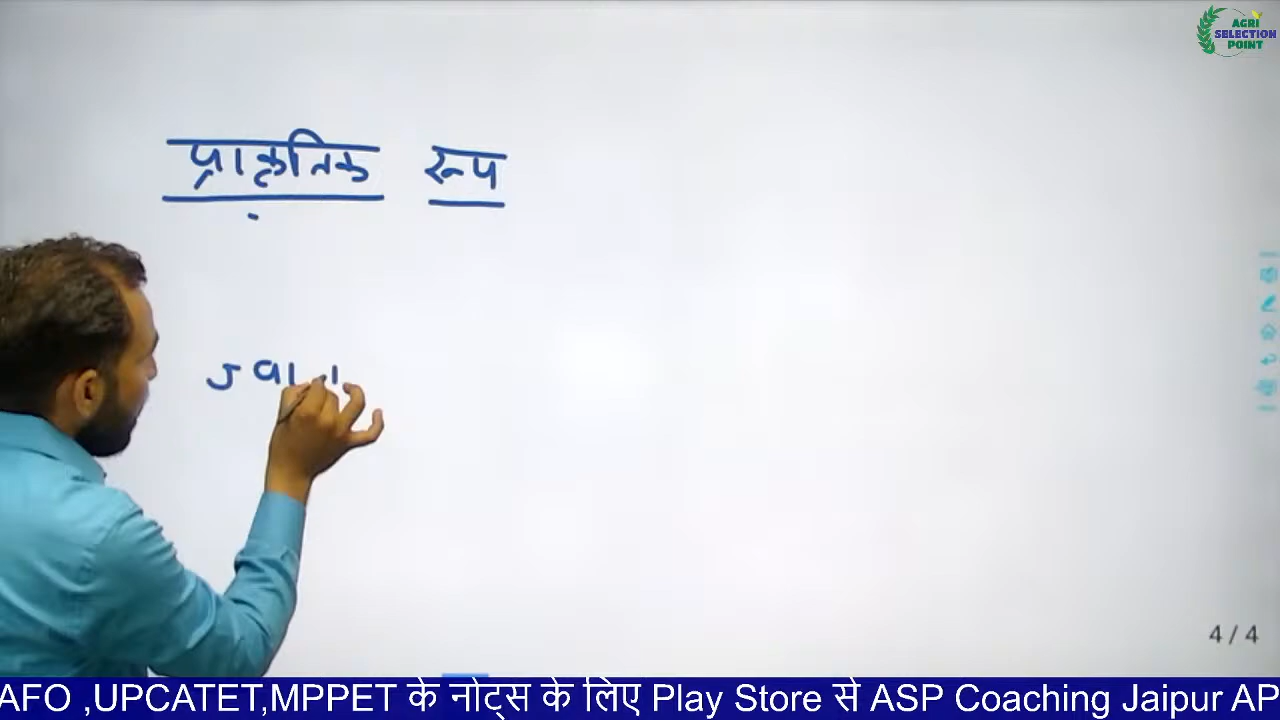 AGRI
SELECTION
POINT
प्राकृतिक रूप
4 / 4
AFO ,UPCATET,MPPET के नोट्स के लिए Play Store से ASP Coaching Jaipur AP